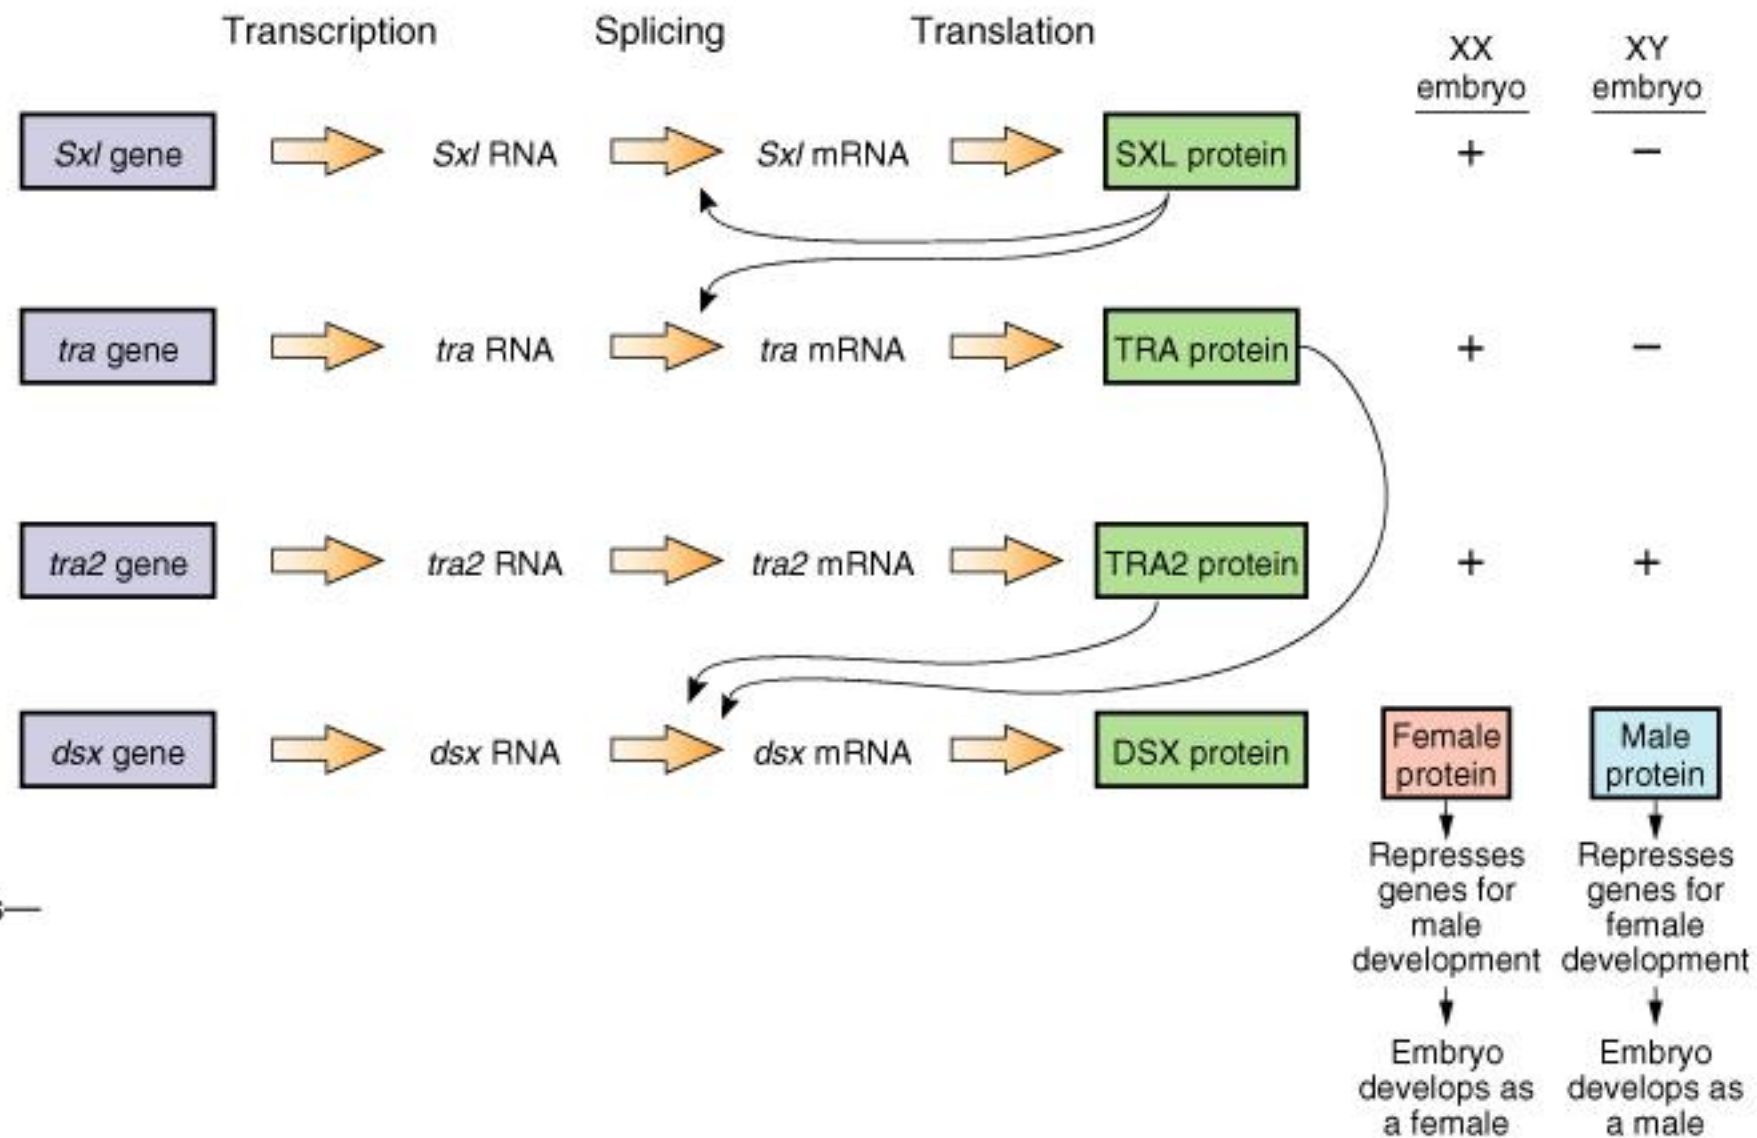 Transcription Splicing Translation
XX embryo
XY embryo
Sxl gene Sxl RNA Sxl mRNA SXL protein + −
tra gene tra RNA tra mRNA TRA protein + −
tra2 gene tra2 RNA tra2 mRNA TRA2 protein + +
dsx gene dsx RNA dsx mRNA DSX protein
Female
protein
Represses
genes for
male
development
Embryo
develops as
a female
Male
protein
Represses
genes for
female
development
Embryo
develops as
a male
s—